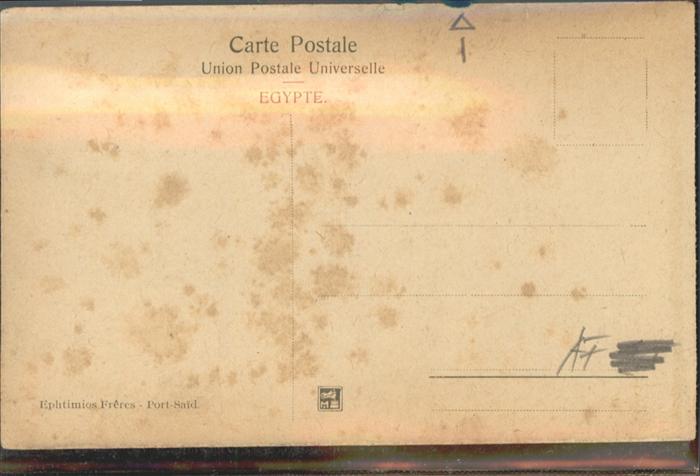 Carte Postale
Union Postale Universelle
EGYPTE.
Ephtimios Frères - Port-Saïd.